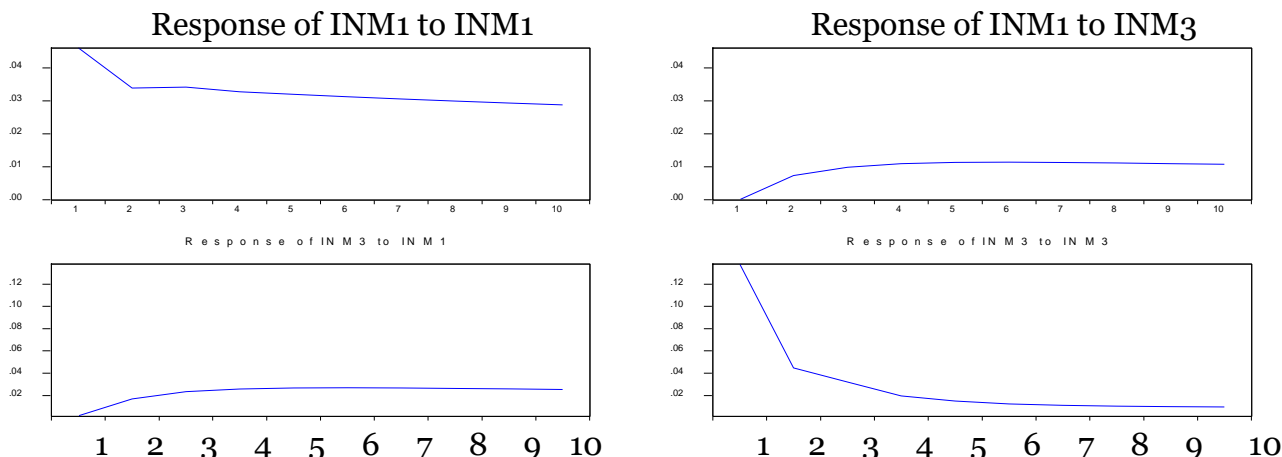 Response of INM1 to INM1
.04
.03
.02
.01
.00
1 2 3 4 5 6 7 8 9 10
Response of INM1 to INM3
.04
.03
.02
.01
.00
1 2 3 4 5 6 7 8 9 10
Response of INM3 to INM1
.12
.10
.08
.06
.04
.02
1 2 3 4 5 6 7 8 9 10
Response of INM3 to INM3
.12
.10
.08
.06
.04
.02
1 2 3 4 5 6 7 8 9 10